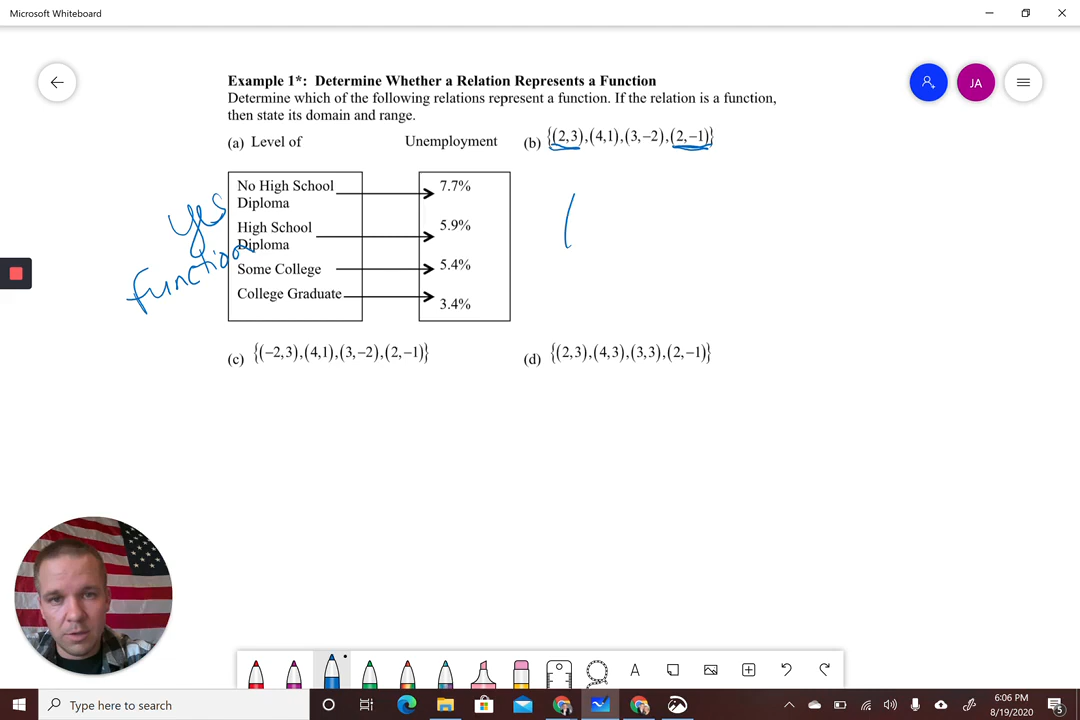 Microsoft Whiteboard
Example 1*: Determine Whether a Relation Represents a Function
Determine which of the following relations represent a function. If the relation is a function,
then state its domain and range.
(a) Level of
Unemployment
(b) {(2,3),(4,1),(3,−2),(2,−1)}
JA
No High School
Diploma
High School
Diploma
Some College
College Graduate
7.7%
5.9%
5.4%
3.4%
yes
function
(
(c) {(−2,3),(4,1),(3,−2),(2,−1)}
(d) {(2,3),(4,3),(3,3),(2,−1)}
A
Type here to search
6:06 PM
8/19/2020
5